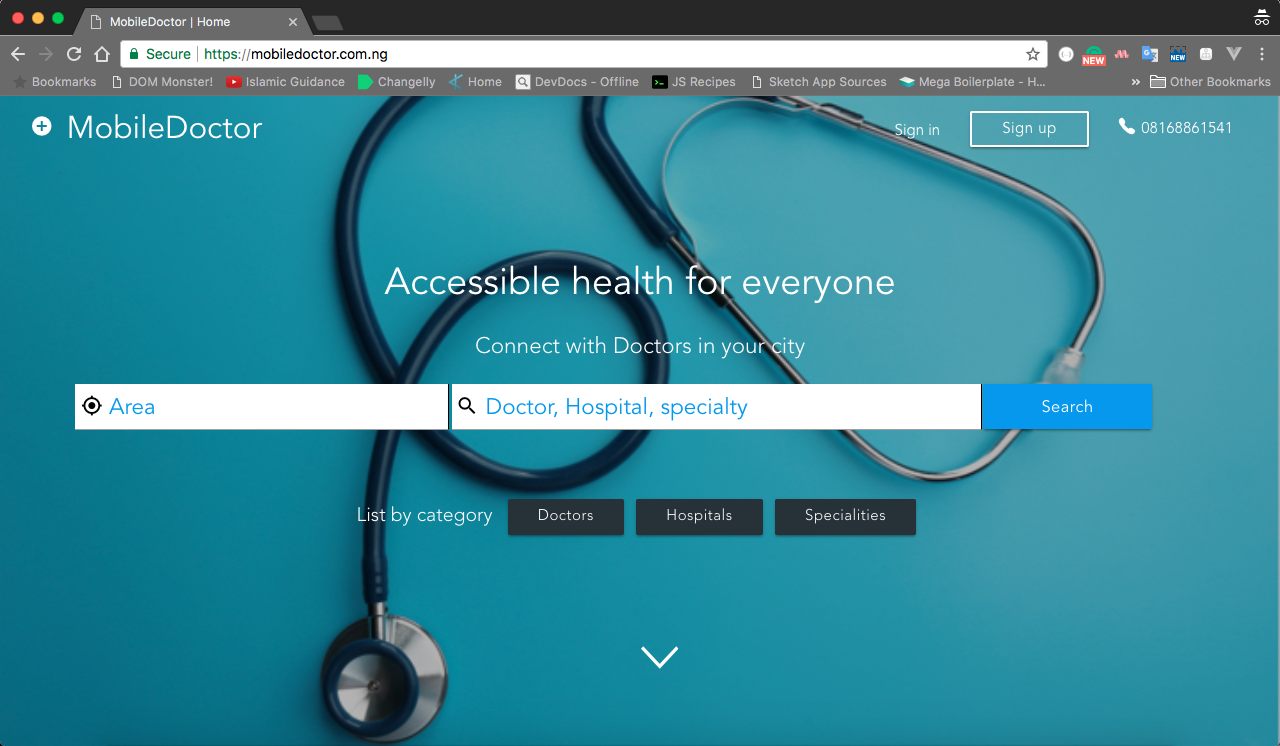 MobileDoctor | Home
Secure https://mobiledoctor.com.ng
NEW
NEW
Bookmarks DOM Monster! Islamic Guidance Changelly Home DevDocs - Offline JS Recipes Sketch App Sources Mega Boilerplate - H... » Other Bookmarks
MobileDoctor Sign in Sign up 08168861541
Accessible health for everyone
Connect with Doctors in your city
Area Doctor, Hospital, specialty Search
List by category Doctors Hospitals Specialities